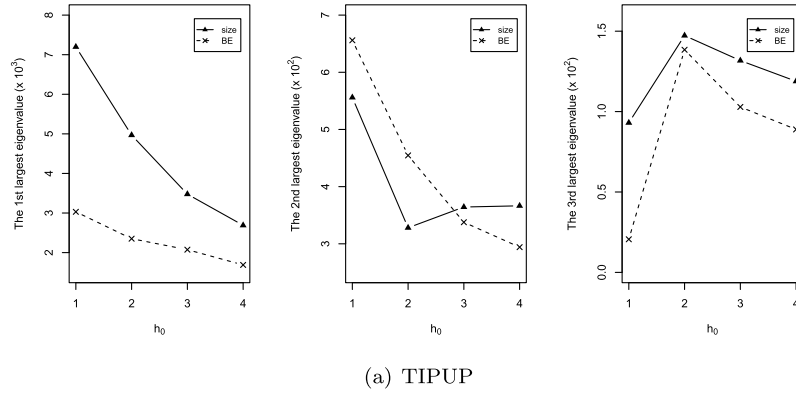 The 1st largest eigenvalue (x 10³)
8
7
6
5
4
3
2
size
BE
1 2 3 4
h₀
The 2nd largest eigenvalue (x 10²)
7
6
5
4
3
size
BE
1 2 3 4
h₀
The 3rd largest eigenvalue (x 10²)
1.5
1.0
0.5
0.0
size
BE
1 2 3 4
h₀
(a) TIPUP